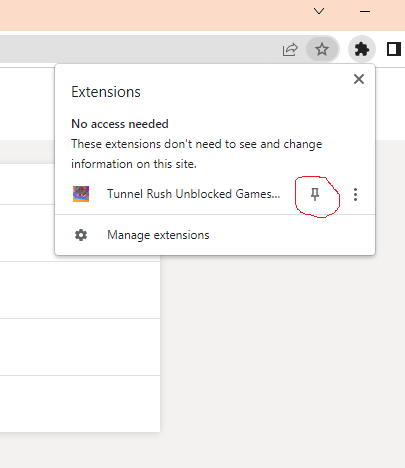 Extensions
No access needed
These extensions don't need to see and change
information on this site.
Tunnel Rush Unblocked Games...
Manage extensions